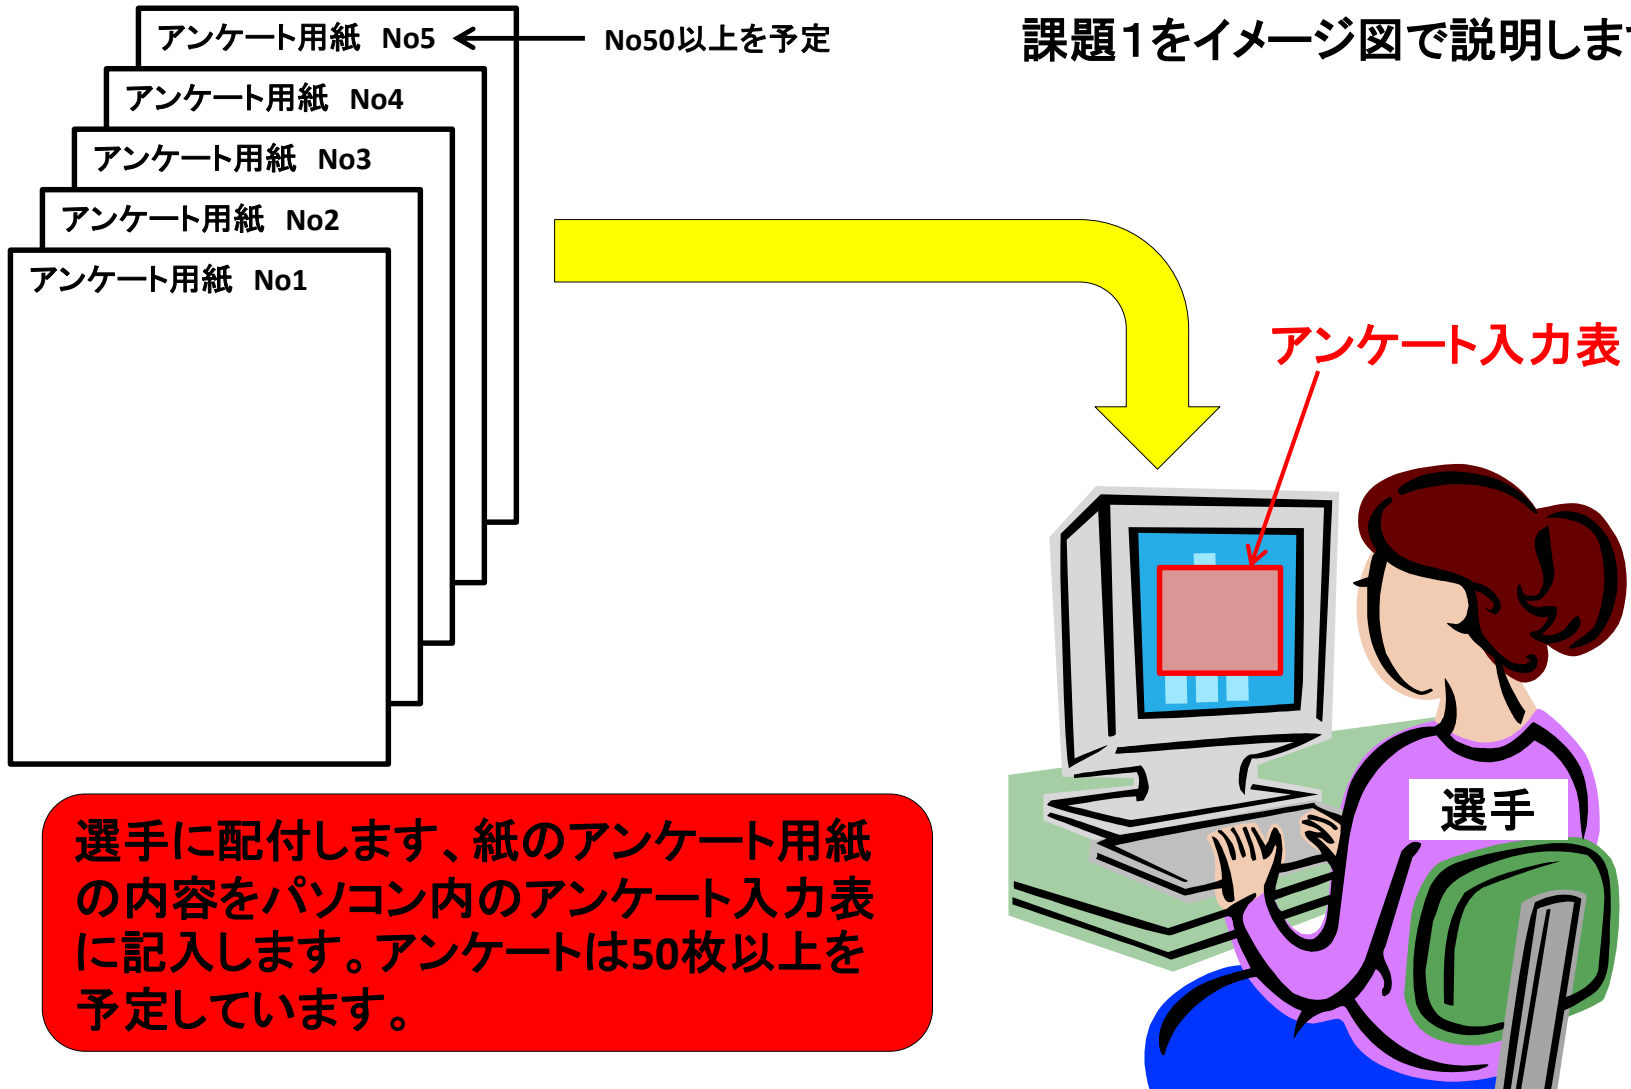 課題1をイメージ図で説明します
アンケート用紙 No5
No50以上を予定
アンケート用紙 No4
アンケート用紙 No3
アンケート用紙 No2
アンケート用紙 No1
アンケート入力表
選手
選手に配付します、紙のアンケート用紙
の内容をパソコン内のアンケート入力表
に記入します。アンケートは50枚以上を
予定しています。